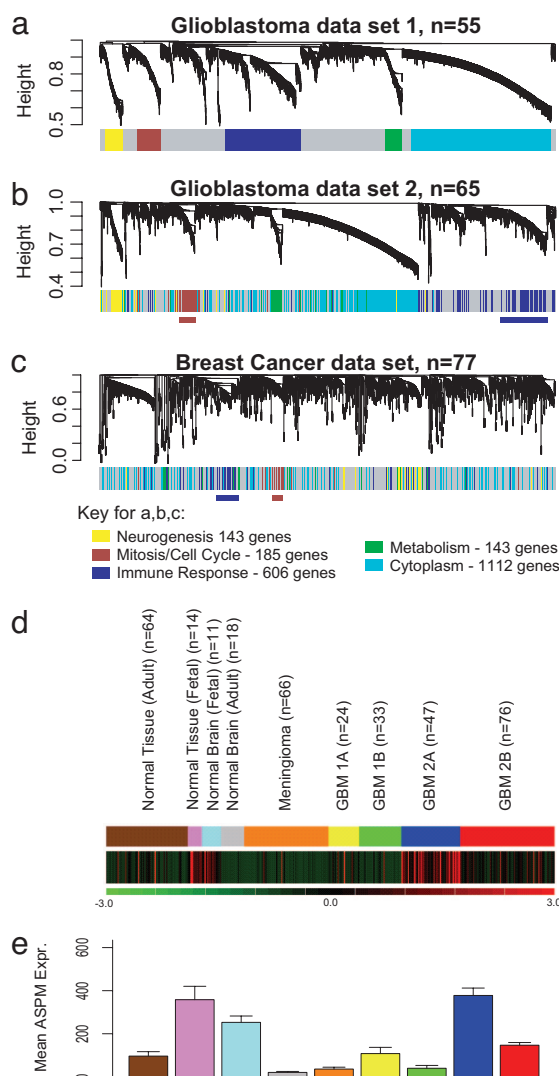 a
Glioblastoma data set 1, n=55
Height
0.8
0.5
b
Glioblastoma data set 2, n=65
Height
1.0
0.7
0.4
c
Breast Cancer data set, n=77
Height
0.6
0.0
Key for a,b,c:
Neurogenesis 143 genes
Mitosis/Cell Cycle - 185 genes
Immune Response - 606 genes
Metabolism - 143 genes
Cytoplasm - 1112 genes
d
Normal Tissue (Adult) (n=64)
Normal Tissue (Fetal) (n=14)
Normal Brain (Fetal) (n=11)
Normal Brain (Adult) (n=18)
Meningioma (n=66)
GBM 1A (n=24)
GBM 1B (n=33)
GBM 2A (n=47)
GBM 2B (n=76)
-3.0
0.0
3.0
e
Mean ASPM Expr.
600
400
200